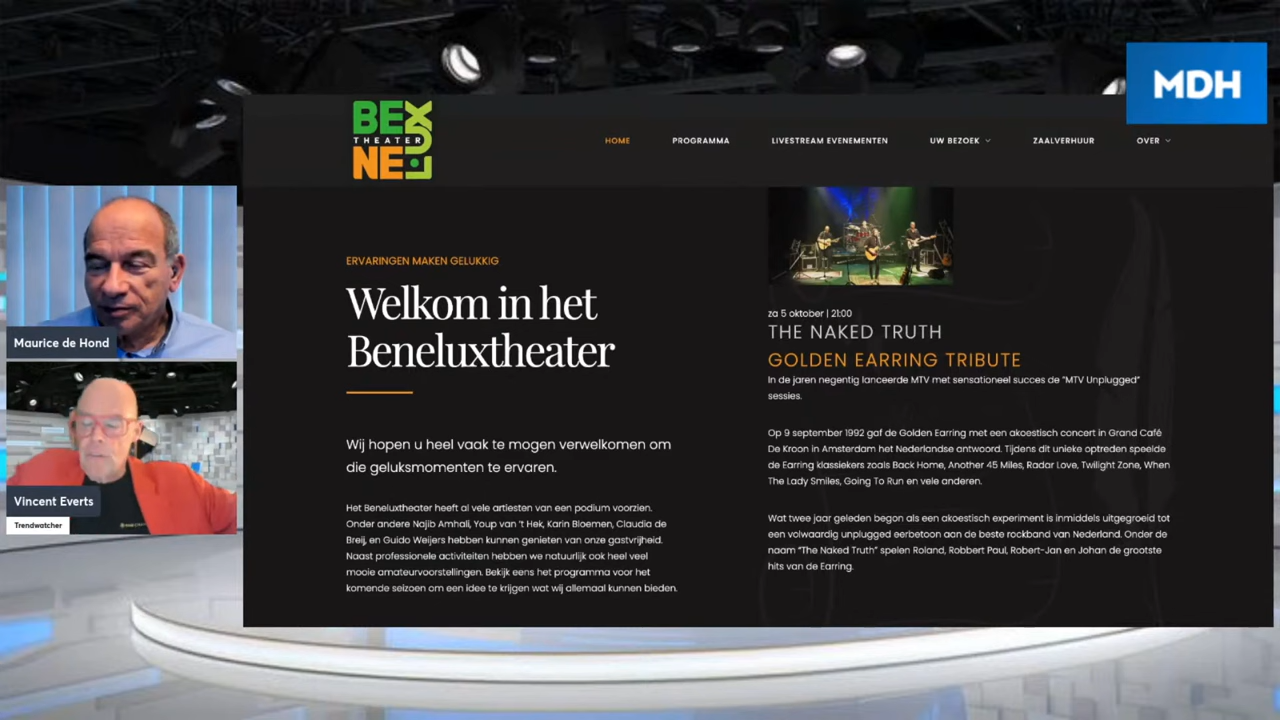 MDH
BE
LUX
THEATER
NE
HOME
PROGRAMMA
LIVESTREAM EVENEMENTEN
UW BEZOEK
ZAALVERHUUR
OVER
Maurice de Hond
Vincent Everts
Trendwatcher
ERVARINGEN MAKEN GELUKKIG
Welkom in het
Beneluxtheater
Wij hopen u heel vaak te mogen verwelkomen om
die geluksmomenten te ervaren.
Het Beneluxtheater heeft al vele artiesten van een podium voorzien.
Onder andere Najib Amhali, Youp van 't Hek, Karin Bloemen, Claudia de
Breij, en Guido Weijers hebben kunnen genieten van onze gastvrijheid.
Naast professionele activiteiten hebben we natuurlijk ook heel veel
mooie amateurvoorstellingen. Bekijk eens het programma voor het
komende seizoen om een idee te krijgen wat wij allemaal kunnen bieden.
za 5 oktober | 21:00
THE NAKED TRUTH
GOLDEN EARRING TRIBUTE
In de jaren negentig lanceerde MTV met sensationeel succes de "MTV Unplugged"
sessies.
Op 9 september 1992 gaf de Golden Earring met een akoestisch concert in Grand Café
De Kroon in Amsterdam het Nederlandse antwoord. Tijdens dit unieke optreden speelde
de Earring klassiekers zoals Back Home, Another 45 Miles, Radar Love, Twilight Zone, When
The Lady Smiles, Going To Run en vele anderen.
Wat twee jaar geleden begon als een akoestisch experiment is inmiddels uitgegroeid tot
een volwaardig unplugged eerbetoon aan de beste rockband van Nederland. Onder de
naam "The Naked Truth" spelen Roland, Robbert Paul, Robert-Jan en Johan de grootste
hits van de Earring.